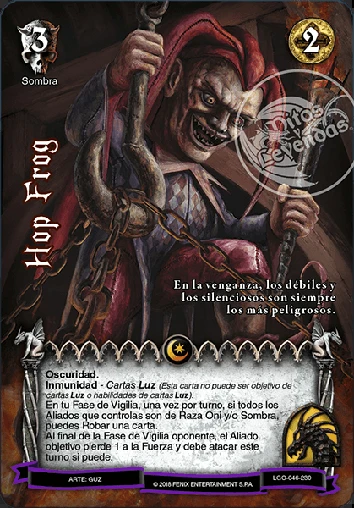 3
2
Sombra
Mitos y
Leyendas
Hop Frog
En la venganza, los débiles y
los silenciosos son siempre
los más peligrosos.
Oscuridad.
Inmunidad - Cartas Luz (Esta carta no puede ser objetivo de
cartas Luz o habilidades de cartas Luz).
En tu Fase de Vigilia, una vez por turno, si todos los
Aliados que controlas son de Raza Oni y/o Sombra,
puedes Robar una carta.
Al final de la Fase de Vigilia oponente, el Aliado
objetivo pierde 1 a la Fuerza y debe atacar este
turno si puede.
ARTE: GUZ
© 2018 FENIX ENTERTAINMENT S.P.A.